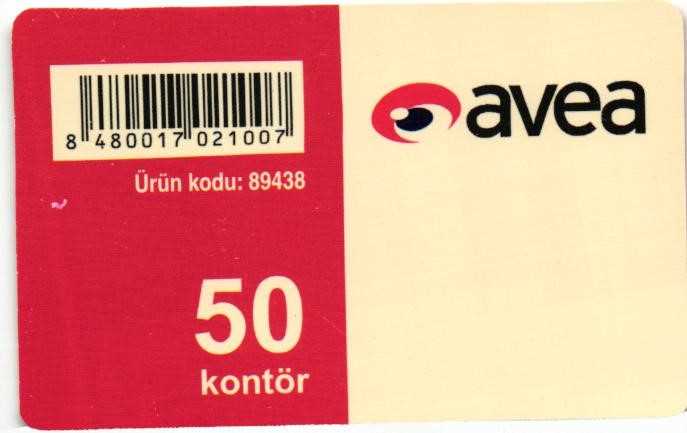 8 480017 021007
Ürün kodu: 89438
50
kontör
avea